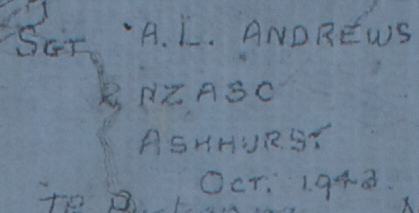 SGT A.L. ANDREWS
NZASC
ASHHURST
OCT. 1942.